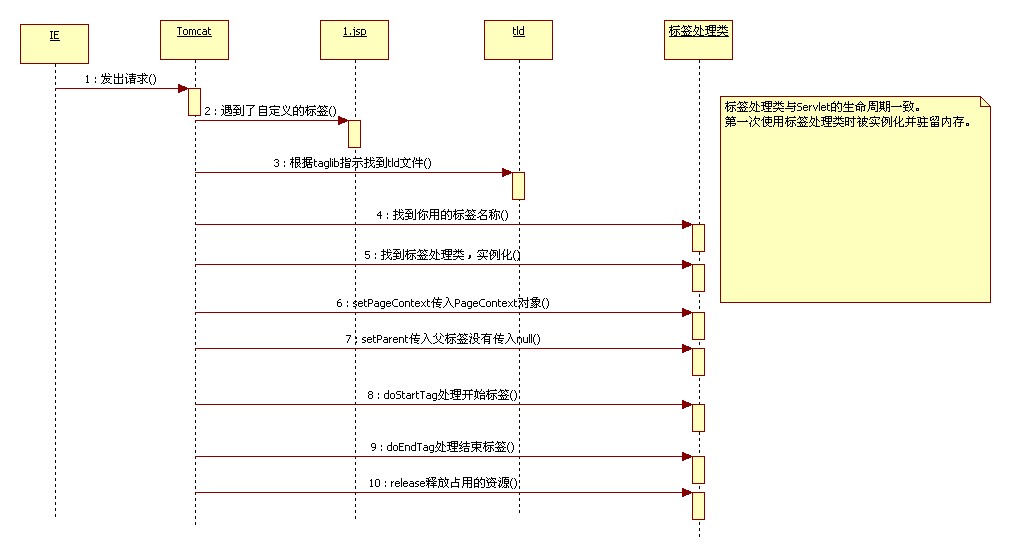 IE
Tomcat
1.jsp
tld
标签处理类
1 : 发出请求()
标签处理类与Servlet的生命周期一致。
第一次使用标签处理类时被实例化并驻留内存。
2 : 遇到了自定义的标签()
3 : 根据taglib指示找到tld文件()
4 : 找到你用的标签名称()
5 : 找到标签处理类，实例化()
6 : setPageContext传入PageContext对象()
7 : setParent传入父标签没有传入null()
8 : doStartTag处理开始标签()
9 : doEndTag处理结束标签()
10 : release释放占用的资源()